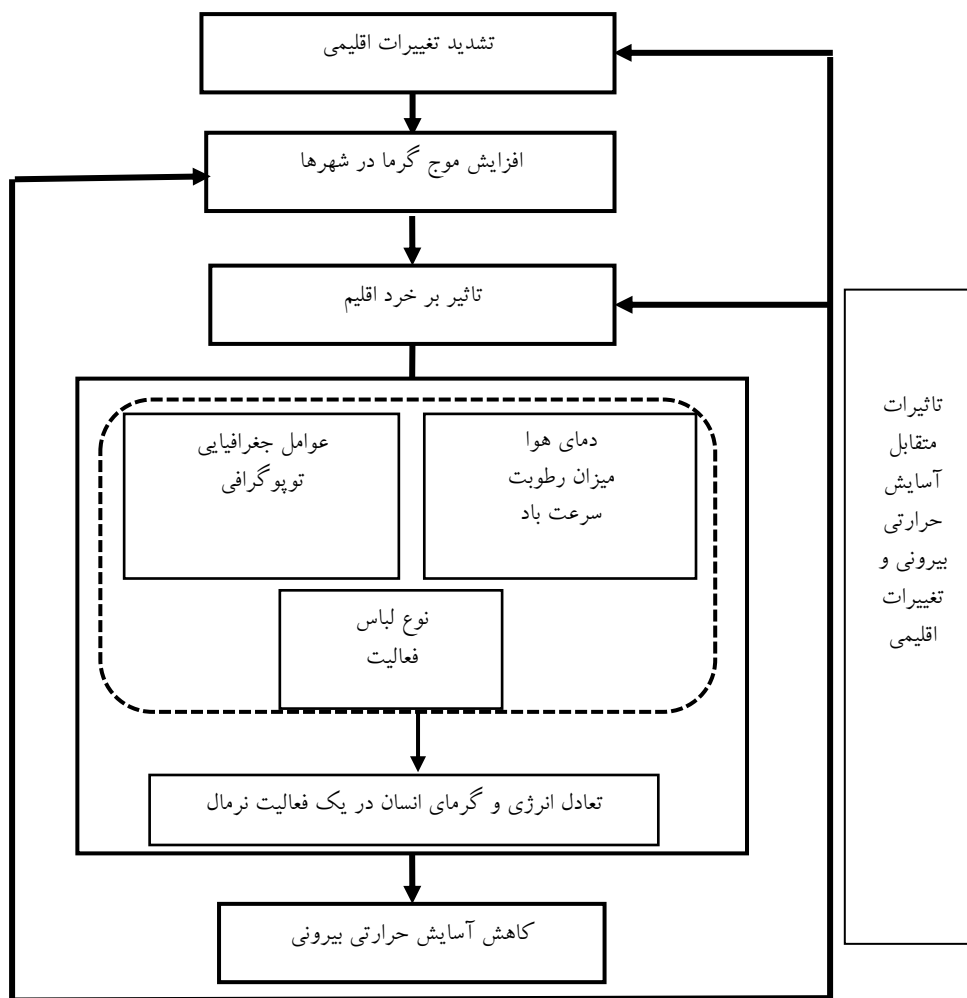 تشدید تغییرات اقلیمی
افزایش موج گرما در شهرها
تاثیر بر خرد اقلیم
دمای هوا
میزان رطوبت
سرعت باد
عوامل جغرافیایی
توپوگرافی
نوع لباس
فعالیت
تعادل انرژی و گرمای انسان در یک فعالیت نرمال
کاهش آسایش حرارتی بیرونی
تاثیرات
متقابل
آسایش
حرارتی
بیرونی و
تغییرات
اقلیمی